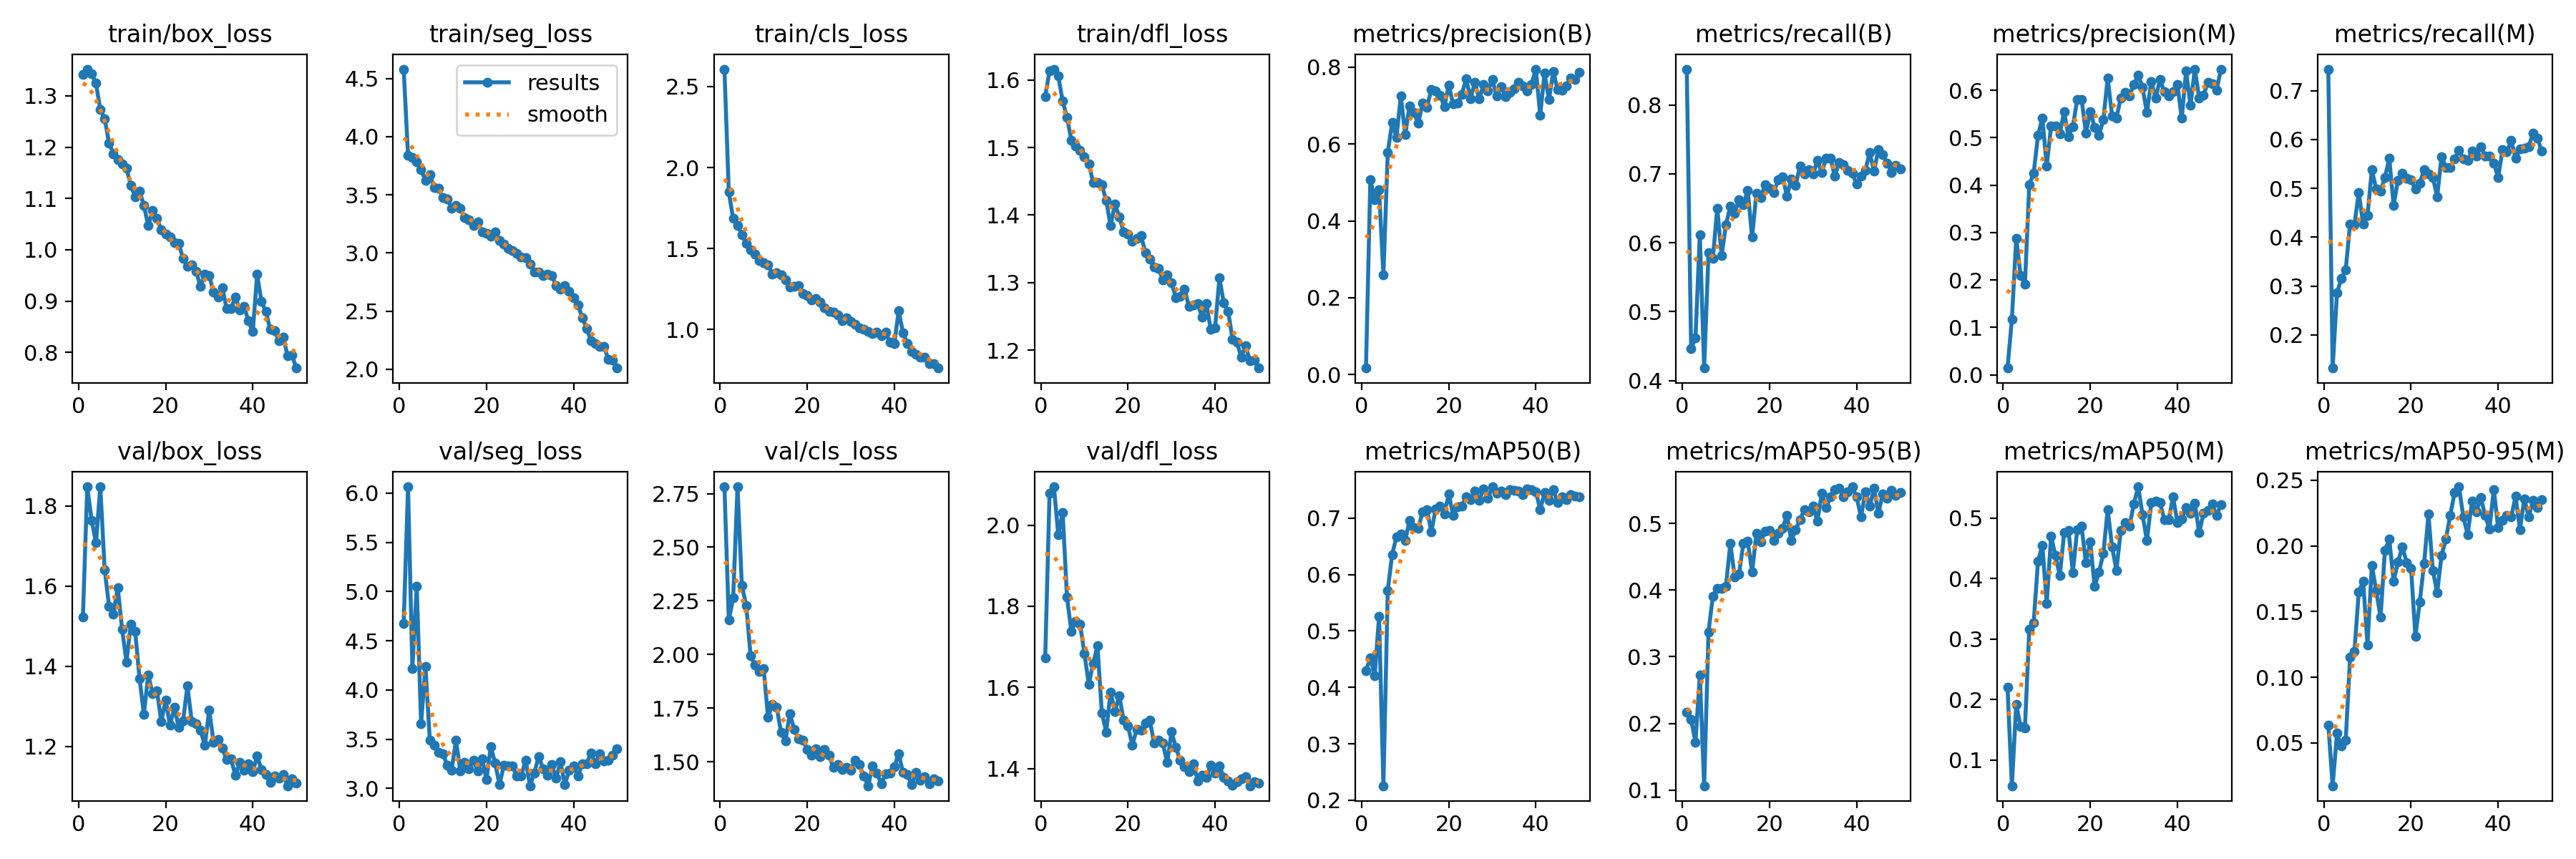 train/box_loss
train/seg_loss
train/cls_loss
train/dfl_loss
metrics/precision(B)
metrics/recall(B)
metrics/precision(M)
metrics/recall(M)
1.3
1.2
1.1
1.0
0.9
0.8
0 20 40
results
smooth
4.5
4.0
3.5
3.0
2.5
2.0
0 20 40
2.5
2.0
1.5
1.0
0 20 40
1.6
1.5
1.4
1.3
1.2
0 20 40
0.8
0.6
0.4
0.2
0.0
0 20 40
0.8
0.7
0.6
0.5
0.4
0 20 40
0.6
0.5
0.4
0.3
0.2
0.1
0.0
0 20 40
0.7
0.6
0.5
0.4
0.3
0.2
0 20 40
val/box_loss
val/seg_loss
val/cls_loss
val/dfl_loss
metrics/mAP50(B)
metrics/mAP50-95(B)
metrics/mAP50(M)
metrics/mAP50-95(M)
1.8
1.6
1.4
1.2
0 20 40
6.0
5.5
5.0
4.5
4.0
3.5
3.0
0 20 40
2.75
2.50
2.25
2.00
1.75
1.50
0 20 40
2.0
1.8
1.6
1.4
0 20 40
0.7
0.6
0.5
0.4
0.3
0.2
0 20 40
0.5
0.4
0.3
0.2
0.1
0 20 40
0.5
0.4
0.3
0.2
0.1
0 20 40
0.25
0.20
0.15
0.10
0.05
0 20 40